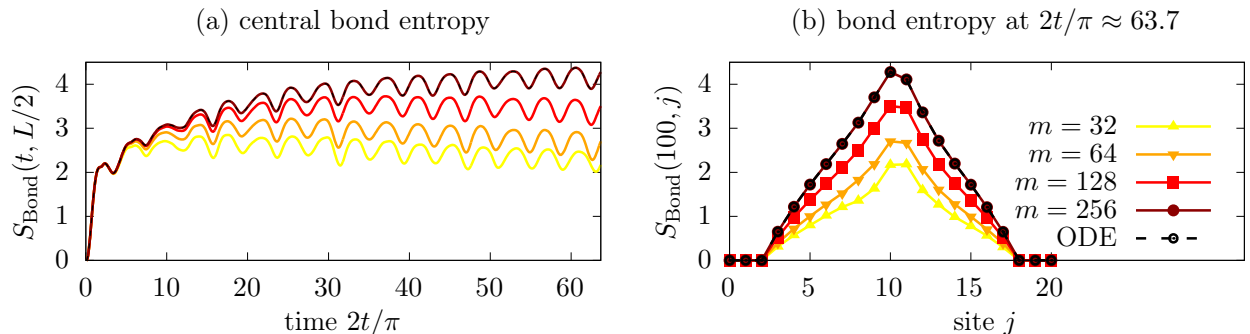 (a) central bond entropy
S_Bond(t, L/2)
4
3
2
1
0
0 10 20 30 40 50 60
time 2t/π
(b) bond entropy at 2t/π ≈ 63.7
S_Bond(100, j)
4
3
2
1
0
0 5 10 15 20
site j
m = 32
m = 64
m = 128
m = 256
ODE